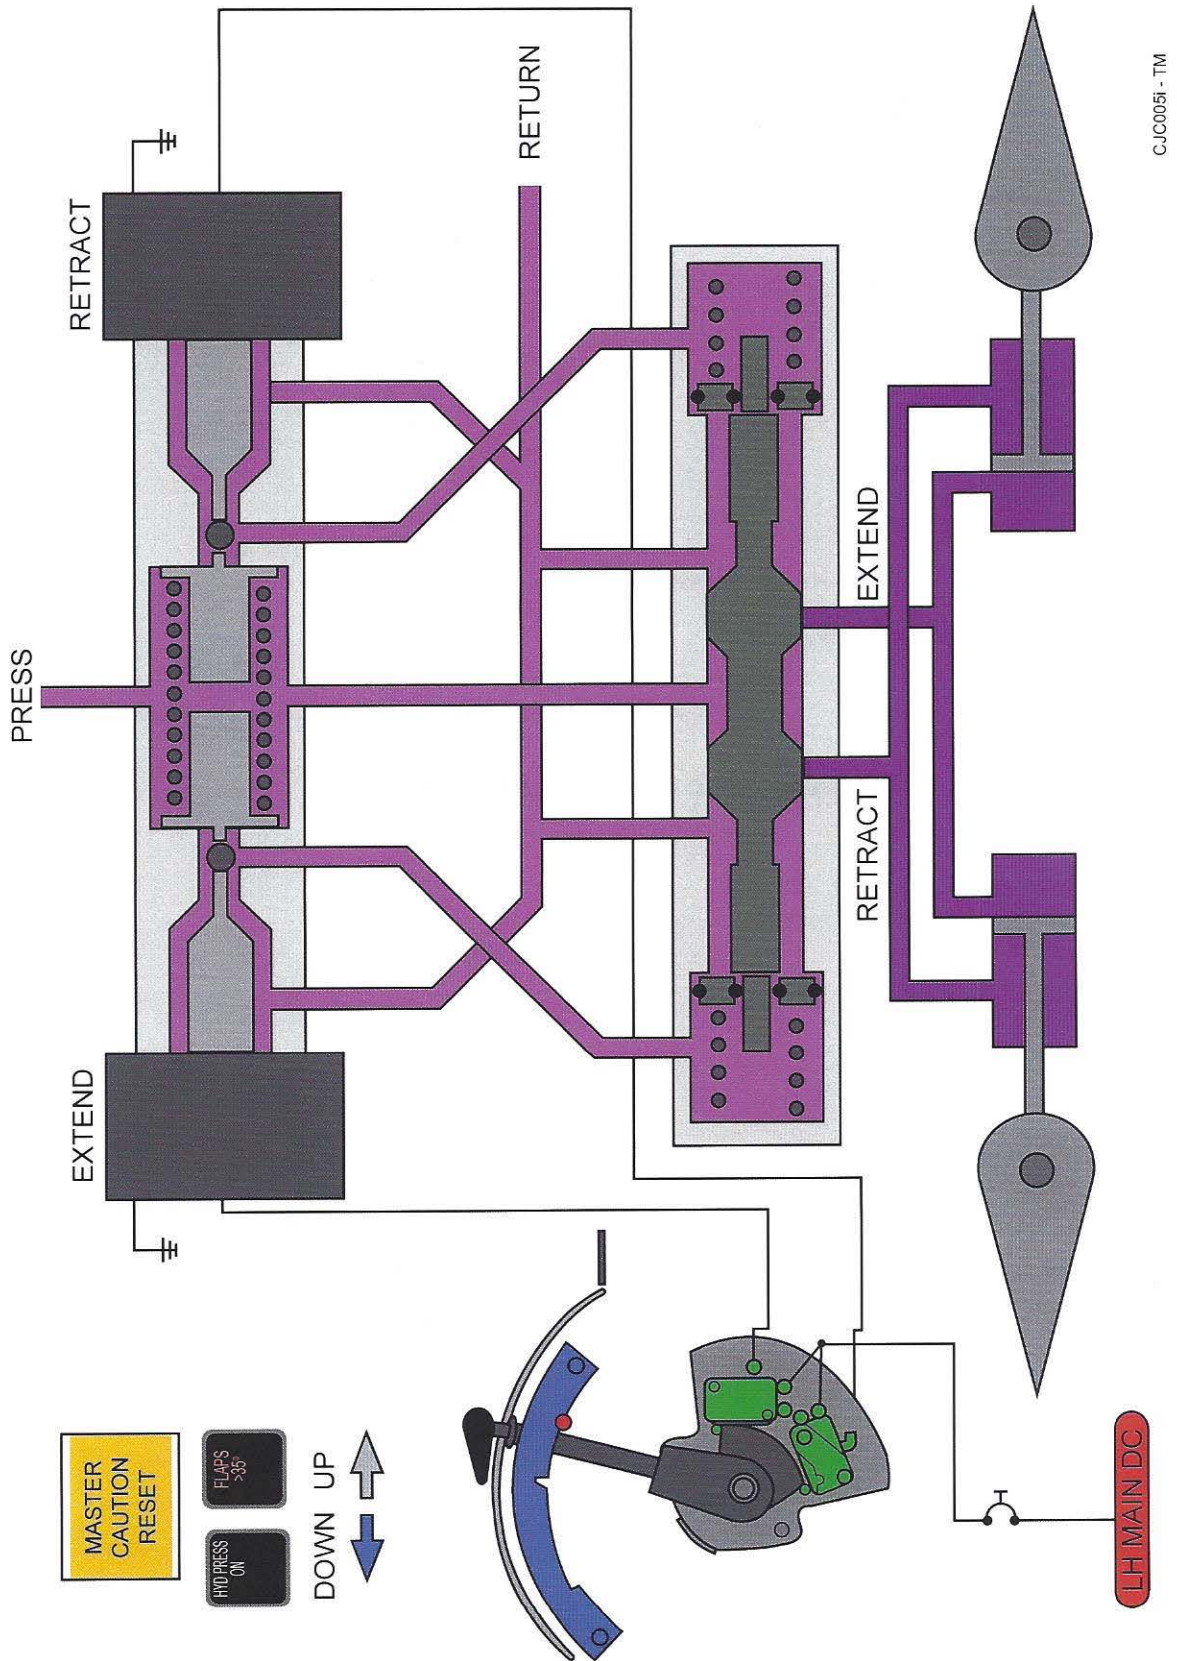 MASTER
CAUTION
RESET
HYD PRESS
ON
FLAPS
>35°
DOWN
UP
EXTEND
PRESS
RETRACT
RETURN
RETRACT
EXTEND
LH MAIN DC
CJC005i - TM